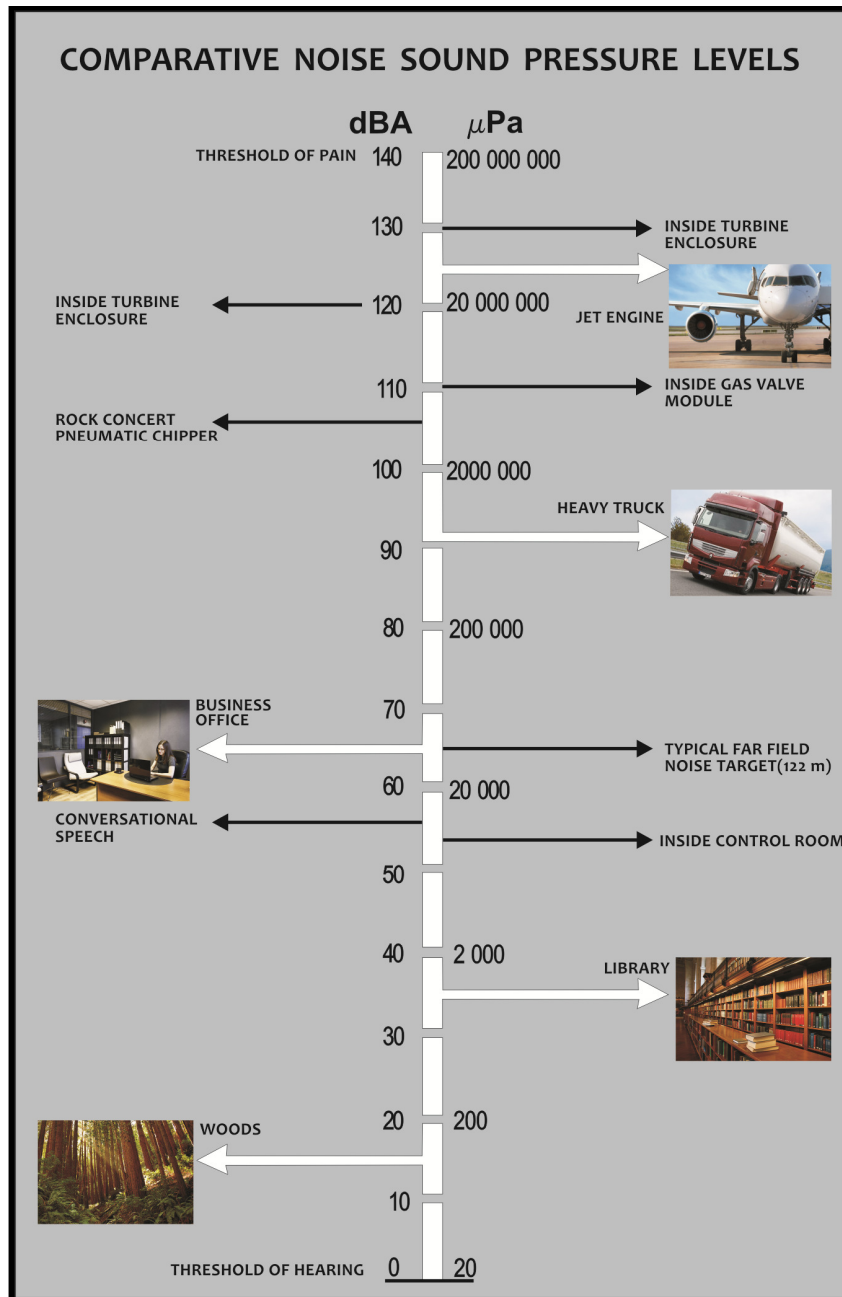 COMPARATIVE NOISE SOUND PRESSURE LEVELS
dBA μPa
THRESHOLD OF PAIN 140 200 000 000
130 INSIDE TURBINE
ENCLOSURE
INSIDE TURBINE
ENCLOSURE
120 20 000 000
JET ENGINE
110 INSIDE GAS VALVE
MODULE
ROCK CONCERT
PNEUMATIC CHIPPER
100 2000 000
HEAVY TRUCK
90
80 200 000
BUSINESS
OFFICE
70
TYPICAL FAR FIELD
NOISE TARGET(122 m)
60 20 000
CONVERSATIONAL
SPEECH
INSIDE CONTROL ROOM
50
40 2 000
LIBRARY
30
20 200
WOODS
10
THRESHOLD OF HEARING 0 20